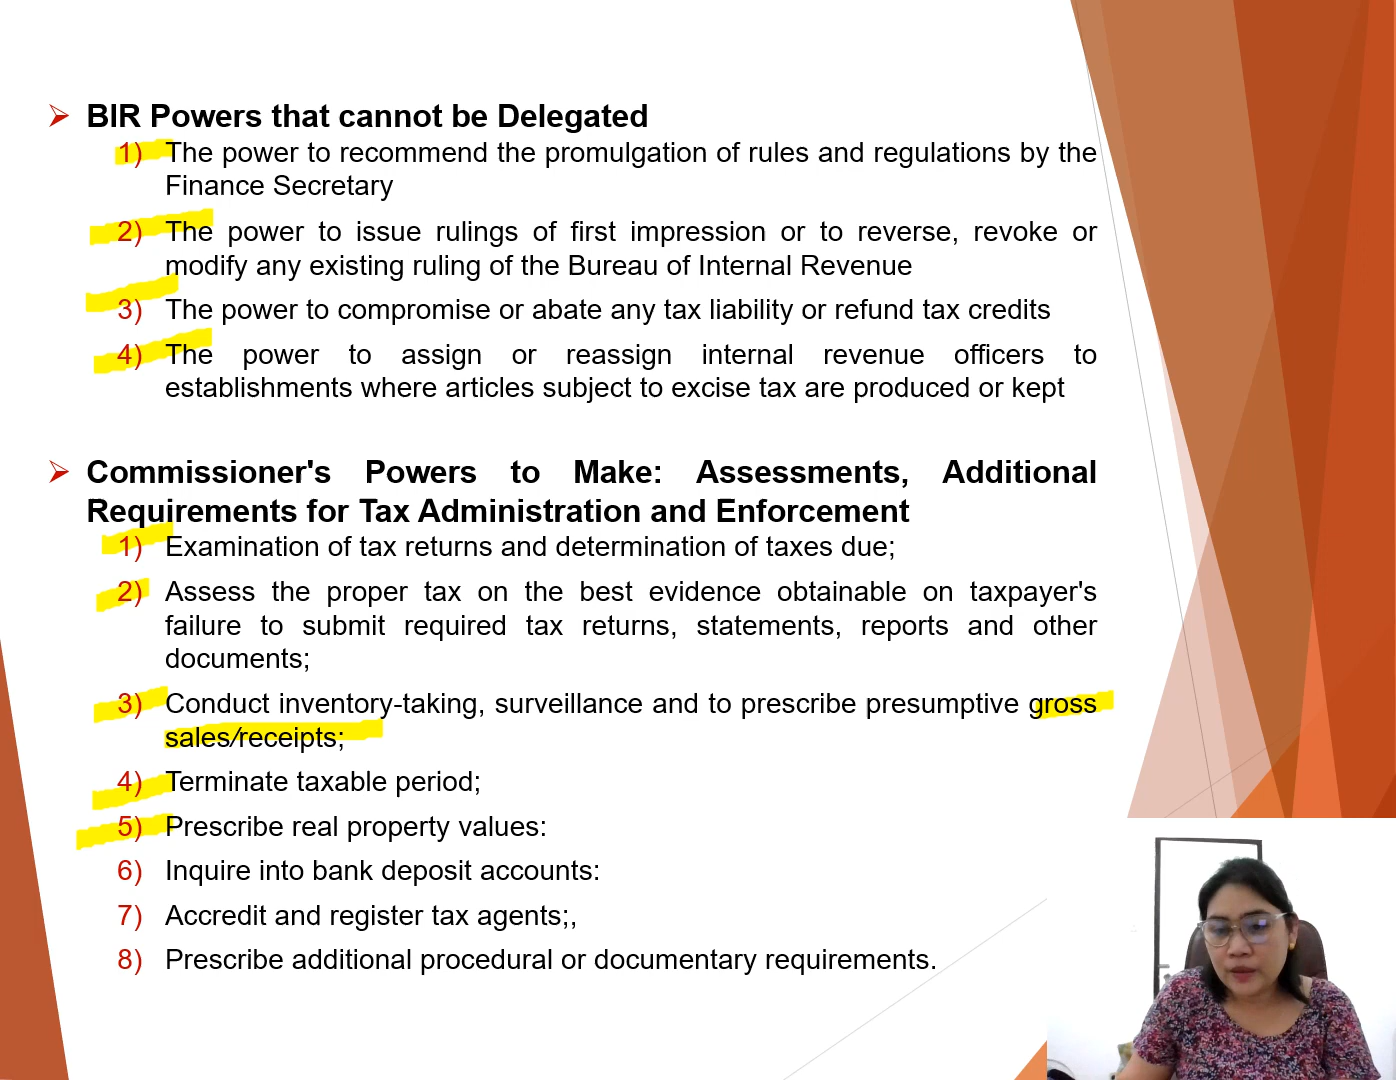 BIR Powers that cannot be Delegated
1) The power to recommend the promulgation of rules and regulations by the
Finance Secretary
2) The power to issue rulings of first impression or to reverse, revoke or
modify any existing ruling of the Bureau of Internal Revenue
3) The power to compromise or abate any tax liability or refund tax credits
4) The power to assign or reassign internal revenue officers to
establishments where articles subject to excise tax are produced or kept
Commissioner's Powers to Make: Assessments, Additional
Requirements for Tax Administration and Enforcement
1) Examination of tax returns and determination of taxes due;
2) Assess the proper tax on the best evidence obtainable on taxpayer's
failure to submit required tax returns, statements, reports and other
documents;
3) Conduct inventory-taking, surveillance and to prescribe presumptive gross
sales/receipts;
4) Terminate taxable period;
5) Prescribe real property values:
6) Inquire into bank deposit accounts:
7) Accredit and register tax agents;,
8) Prescribe additional procedural or documentary requirements.